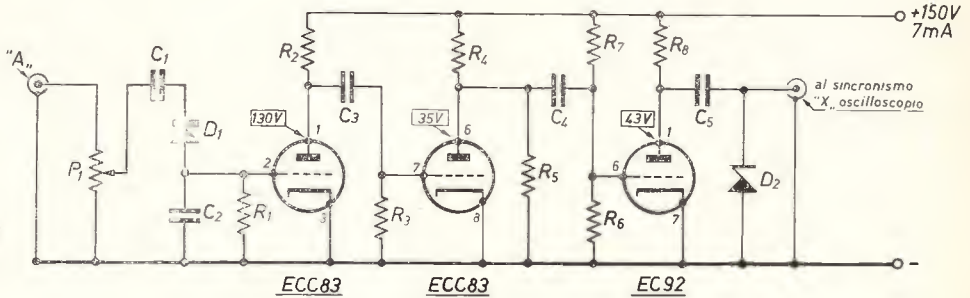 +150V
7mA
"A„
C1
R2
R4
R7
R8
P1
D1
C3
C4
C5
al sincronismo
"X„ oscilloscopio
130V
1
35V
6
43V
1
2
7
6
C2
R1
3
R3
8
R5
R6
7
D2
-
ECC83
ECC83
EC92